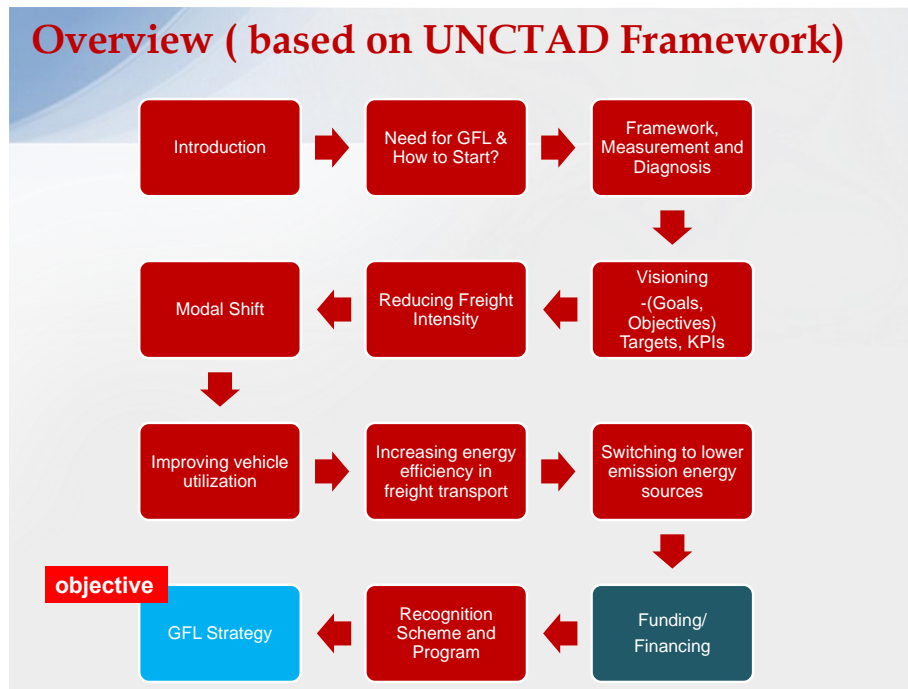 Overview ( based on UNCTAD Framework)
Introduction
Need for GFL &
How to Start?
Framework,
Measurement and
Diagnosis
Visioning
-(Goals,
Objectives)
Targets, KPIs
Reducing Freight
Intensity
Modal Shift
Improving vehicle
utilization
Increasing energy
efficiency in
freight transport
Switching to lower
emission energy
sources
Funding/
Financing
Recognition
Scheme and
Program
objective
GFL Strategy